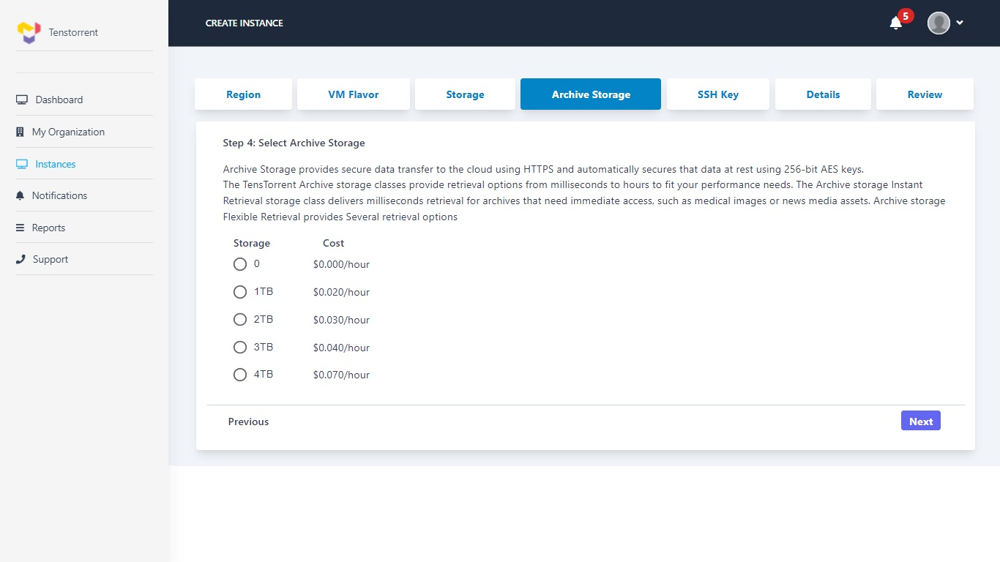 Tenstorrent
CREATE INSTANCE
5
Dashboard
My Organization
Instances
Notifications
Reports
Support
Region
VM Flavor
Storage
Archive Storage
SSH Key
Details
Review
Step 4: Select Archive Storage
Archive Storage provides secure data transfer to the cloud using HTTPS and automatically secures that data at rest using 256-bit AES keys.
The TensTorrent Archive storage classes provide retrieval options from milliseconds to hours to fit your performance needs. The Archive storage Instant
Retrieval storage class delivers milliseconds retrieval for archives that need immediate access, such as medical images or news media assets. Archive storage
Flexible Retrieval provides Several retrieval options
Storage Cost
0 $0.000/hour
1TB $0.020/hour
2TB $0.030/hour
3TB $0.040/hour
4TB $0.070/hour
Previous
Next